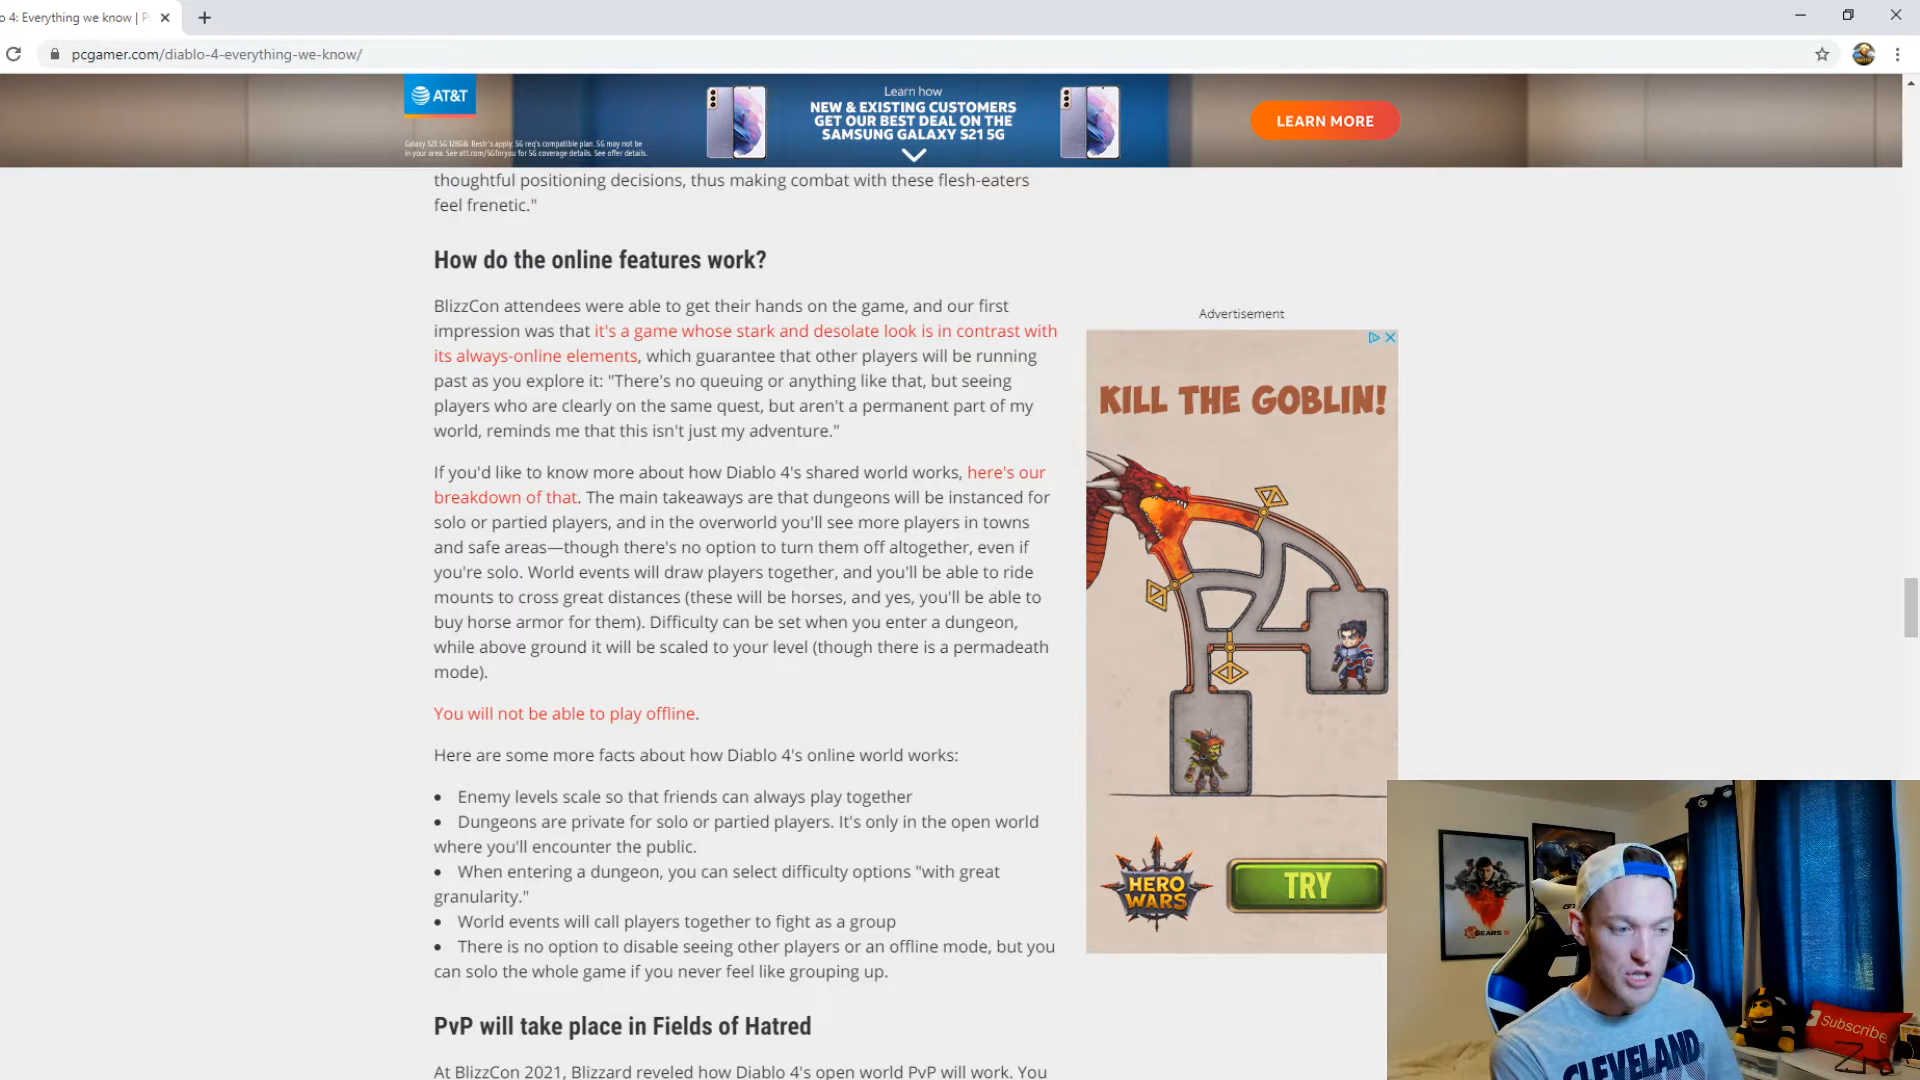 o 4: Everything we know | P
pcgamer.com/diablo-4-everything-we-know/
AT&T
Learn how
NEW & EXISTING CUSTOMERS
GET OUR BEST DEAL ON THE
SAMSUNG GALAXY S21 5G
LEARN MORE
Galaxy S21 5G 128GB. Restr's apply. 5G req's compatible plan. 5G may not be
in your area. See att.com/5Gforyou for 5G coverage details. See offer details.
thoughtful positioning decisions, thus making combat with these flesh-eaters
feel frenetic."
How do the online features work?
BlizzCon attendees were able to get their hands on the game, and our first
impression was that it's a game whose stark and desolate look is in contrast with
its always-online elements, which guarantee that other players will be running
past as you explore it: "There's no queuing or anything like that, but seeing
players who are clearly on the same quest, but aren't a permanent part of my
world, reminds me that this isn't just my adventure."
If you'd like to know more about how Diablo 4's shared world works, here's our
breakdown of that. The main takeaways are that dungeons will be instanced for
solo or partied players, and in the overworld you'll see more players in towns
and safe areas—though there's no option to turn them off altogether, even if
you're solo. World events will draw players together, and you'll be able to ride
mounts to cross great distances (these will be horses, and yes, you'll be able to
buy horse armor for them). Difficulty can be set when you enter a dungeon,
while above ground it will be scaled to your level (though there is a permadeath
mode).
You will not be able to play offline.
Here are some more facts about how Diablo 4's online world works:
• Enemy levels scale so that friends can always play together
• Dungeons are private for solo or partied players. It's only in the open world
where you'll encounter the public.
• When entering a dungeon, you can select difficulty options "with great
granularity."
• World events will call players together to fight as a group
• There is no option to disable seeing other players or an offline mode, but you
can solo the whole game if you never feel like grouping up.
PvP will take place in Fields of Hatred
At BlizzCon 2021, Blizzard reveled how Diablo 4's open world PvP will work. You
Advertisement
KILL THE GOBLIN!
HERO
WARS
TRY
GEARS
Subscribe
CLEVELAND